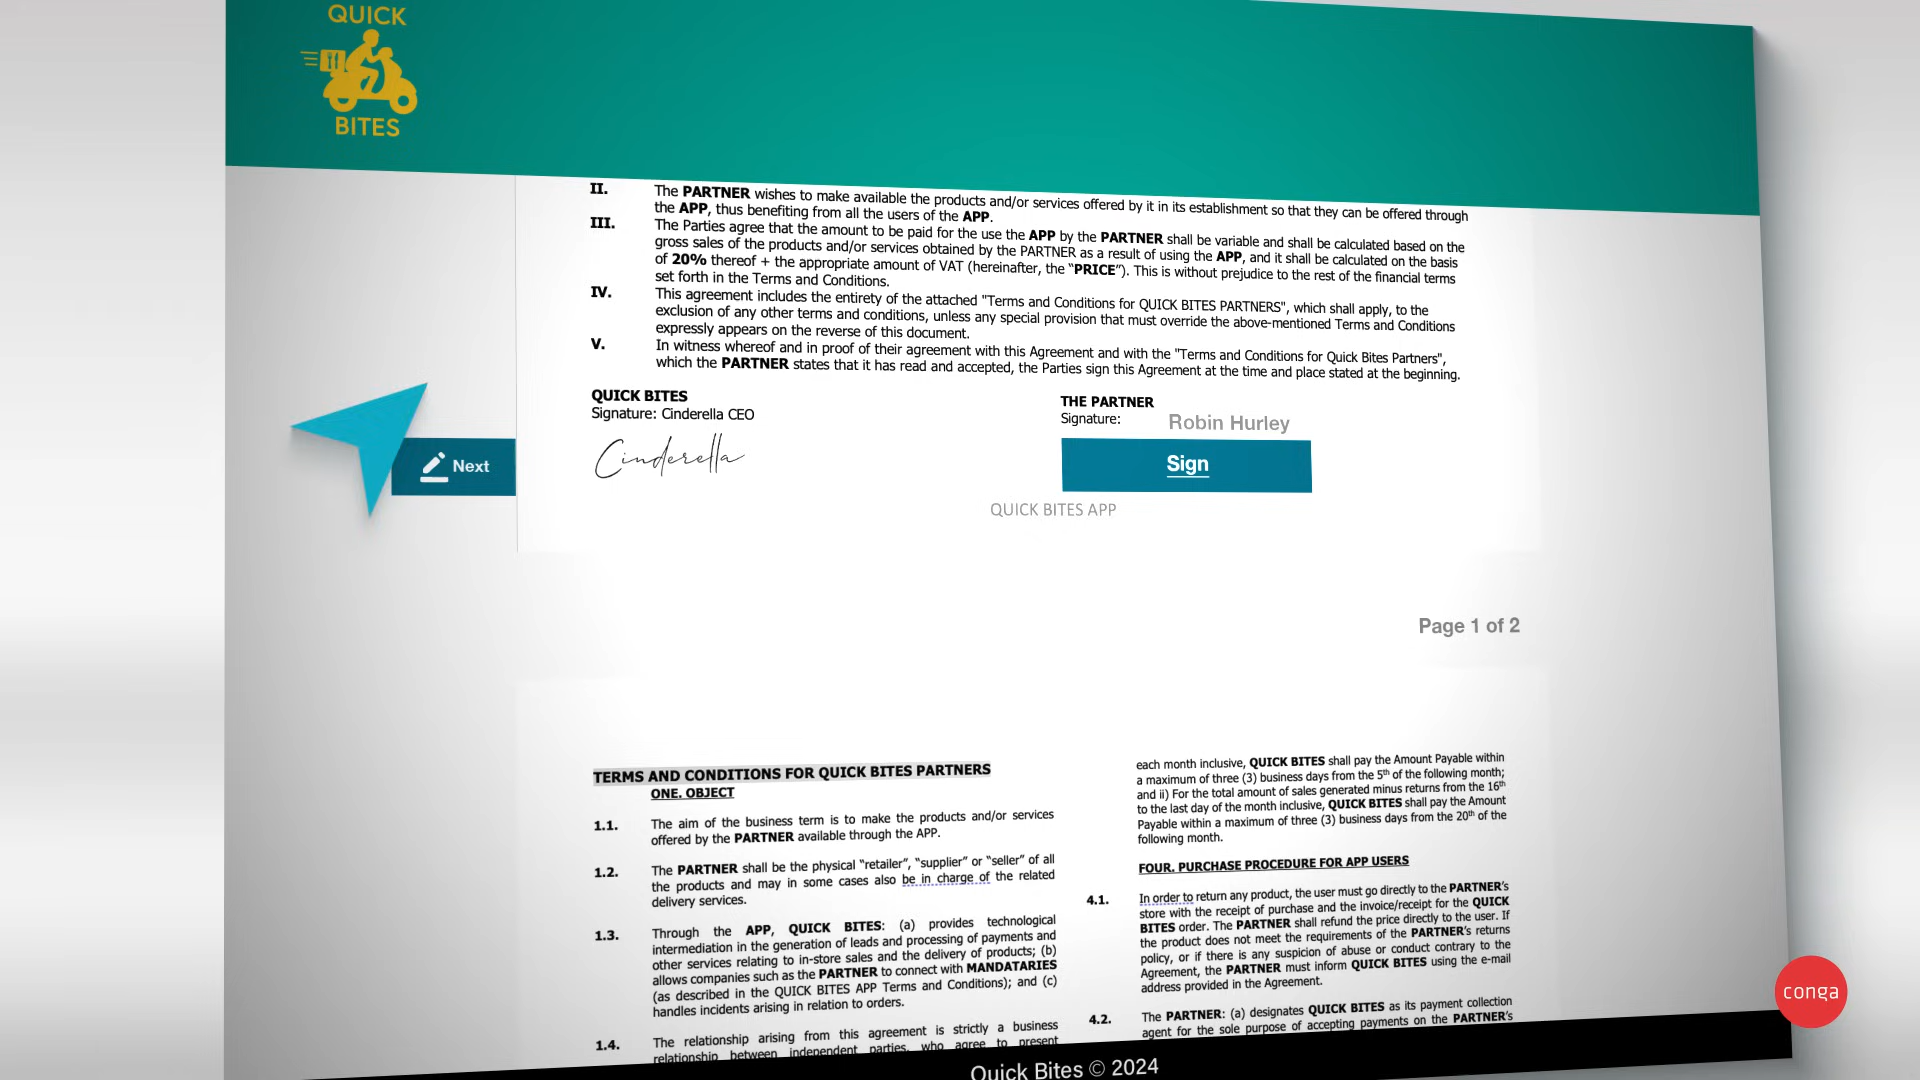 QUICK
BITES
II. The PARTNER wishes to make available the products and/or services offered by it in its establishment so that they can be offered through
the APP, thus benefiting from all the users of the APP.
III. The Parties agree that the amount to be paid for the use the APP by the PARTNER shall be variable and shall be calculated based on the
gross sales of the products and/or services obtained by the PARTNER as a result of using the APP, and it shall be calculated on the basis
of 20% thereof + the appropriate amount of VAT (hereinafter, the “PRICE”). This is without prejudice to the rest of the financial terms
set forth in the Terms and Conditions.
IV. This agreement includes the entirety of the attached "Terms and Conditions for QUICK BITES PARTNERS", which shall apply, to the
exclusion of any other terms and conditions, unless any special provision that must override the above-mentioned Terms and Conditions
expressly appears on the reverse of this document.
V. In witness whereof and in proof of their agreement with this Agreement and with the "Terms and Conditions for Quick Bites Partners",
which the PARTNER states that it has read and accepted, the Parties sign this Agreement at the time and place stated at the beginning.
QUICK BITES
Signature: Cinderella CEO
Cinderella
THE PARTNER
Signature: Robin Hurley
Next
Sign
QUICK BITES APP
Page 1 of 2
TERMS AND CONDITIONS FOR QUICK BITES PARTNERS
ONE. OBJECT
1.1. The aim of the business term is to make the products and/or services
offered by the PARTNER available through the APP.
1.2. The PARTNER shall be the physical “retailer”, “supplier” or “seller” of all
the products and may in some cases also be in charge of the related
delivery services.
1.3. Through the APP, QUICK BITES: (a) provides technological
intermediation in the generation of leads and processing of payments and
other services relating to in-store sales and the delivery of products; (b)
allows companies such as the PARTNER to connect with MANDATARIES
(as described in the QUICK BITES APP Terms and Conditions); and (c)
handles incidents arising in relation to orders.
1.4. The relationship arising from this agreement is strictly a business
relationship between independent parties, who agree to present
each month inclusive, QUICK BITES shall pay the Amount Payable within
a maximum of three (3) business days from the 5th of the following month;
and ii) For the total amount of sales generated minus returns from the 16th
to the last day of the month inclusive, QUICK BITES shall pay the Amount
Payable within a maximum of three (3) business days from the 20th of the
following month.
FOUR. PURCHASE PROCEDURE FOR APP USERS
4.1. In order to return any product, the user must go directly to the PARTNER’s
store with the receipt of purchase and the invoice/receipt for the QUICK
BITES order. The PARTNER shall refund the price directly to the user. If
the product does not meet the requirements of the PARTNER’s returns
policy, or if there is any suspicion of abuse or conduct contrary to the
Agreement, the PARTNER must inform QUICK BITES using the e-mail
address provided in the Agreement.
4.2. The PARTNER: (a) designates QUICK BITES as its payment collection
agent for the sole purpose of accepting payments on the PARTNER’s
conga
Quick Bites © 2024